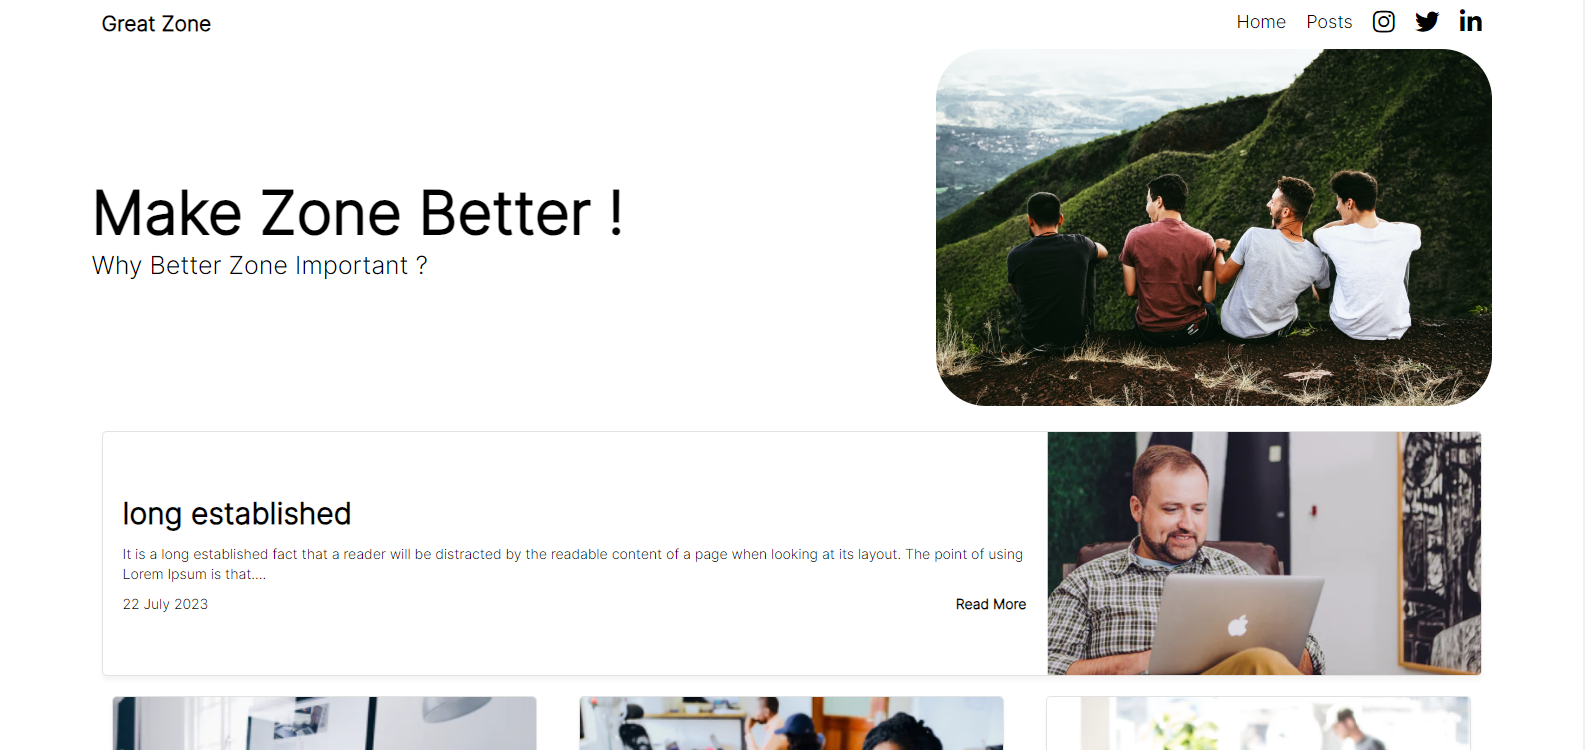 Great Zone
Home Posts
Make Zone Better !
Why Better Zone Important ?
long established
It is a long established fact that a reader will be distracted by the readable content of a page when looking at its layout. The point of using
Lorem Ipsum is that....
22 July 2023
Read More